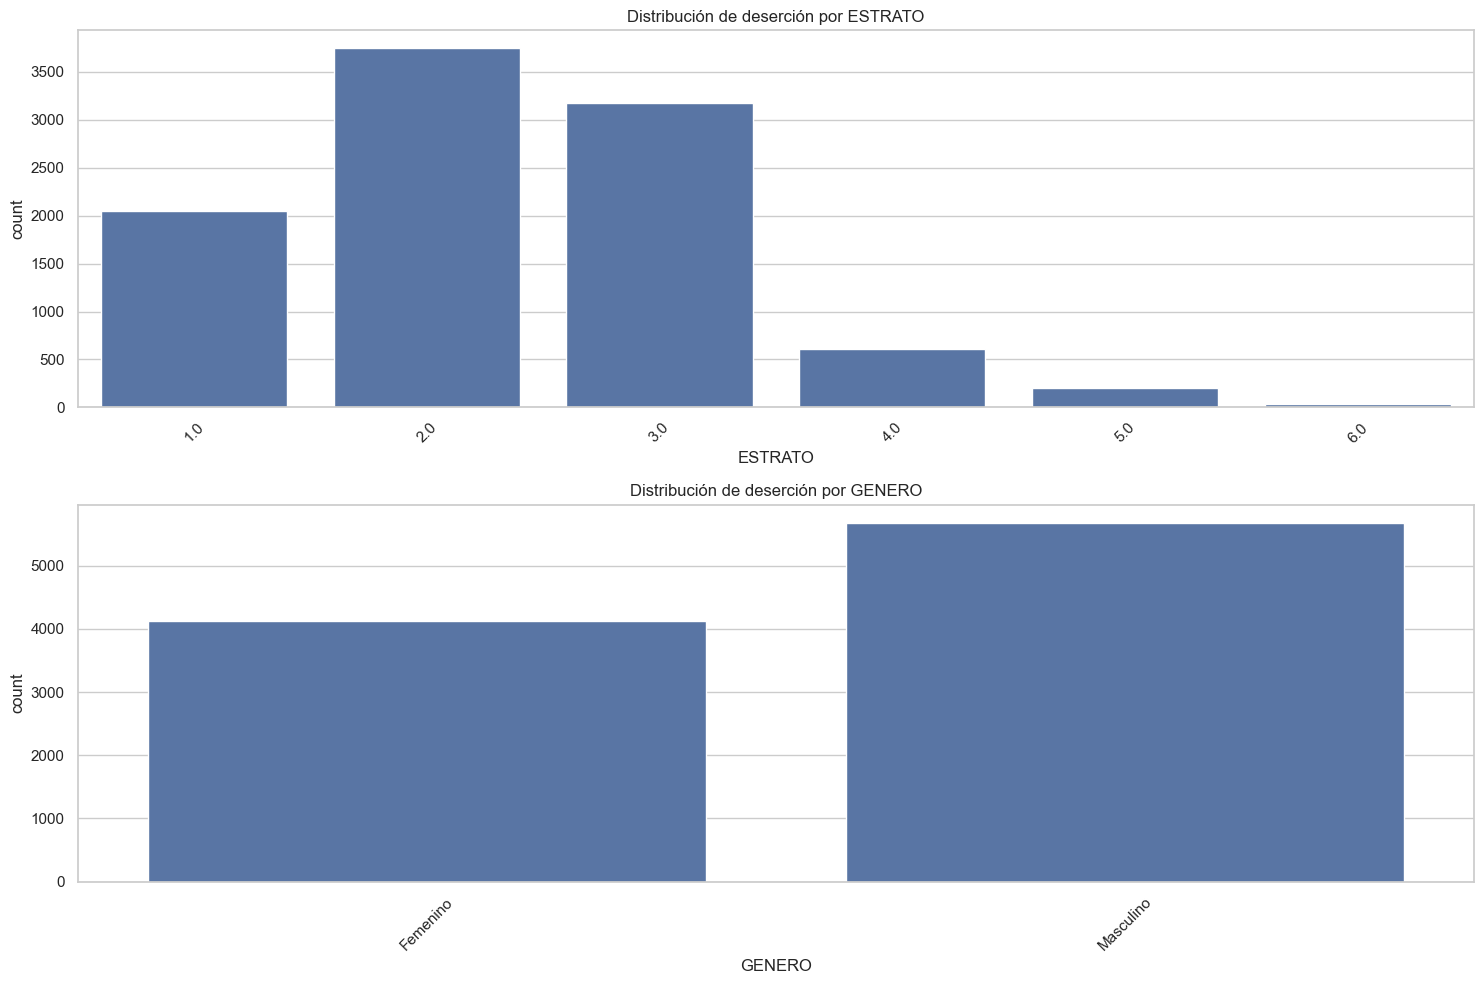 Distribución de deserción por ESTRATO
3500
3000
2500
2000
1500
1000
500
0
count
1.0 2.0 3.0 4.0 5.0 6.0
ESTRATO
Distribución de deserción por GENERO
5000
4000
3000
2000
1000
0
count
Femenino Masculino
GENERO